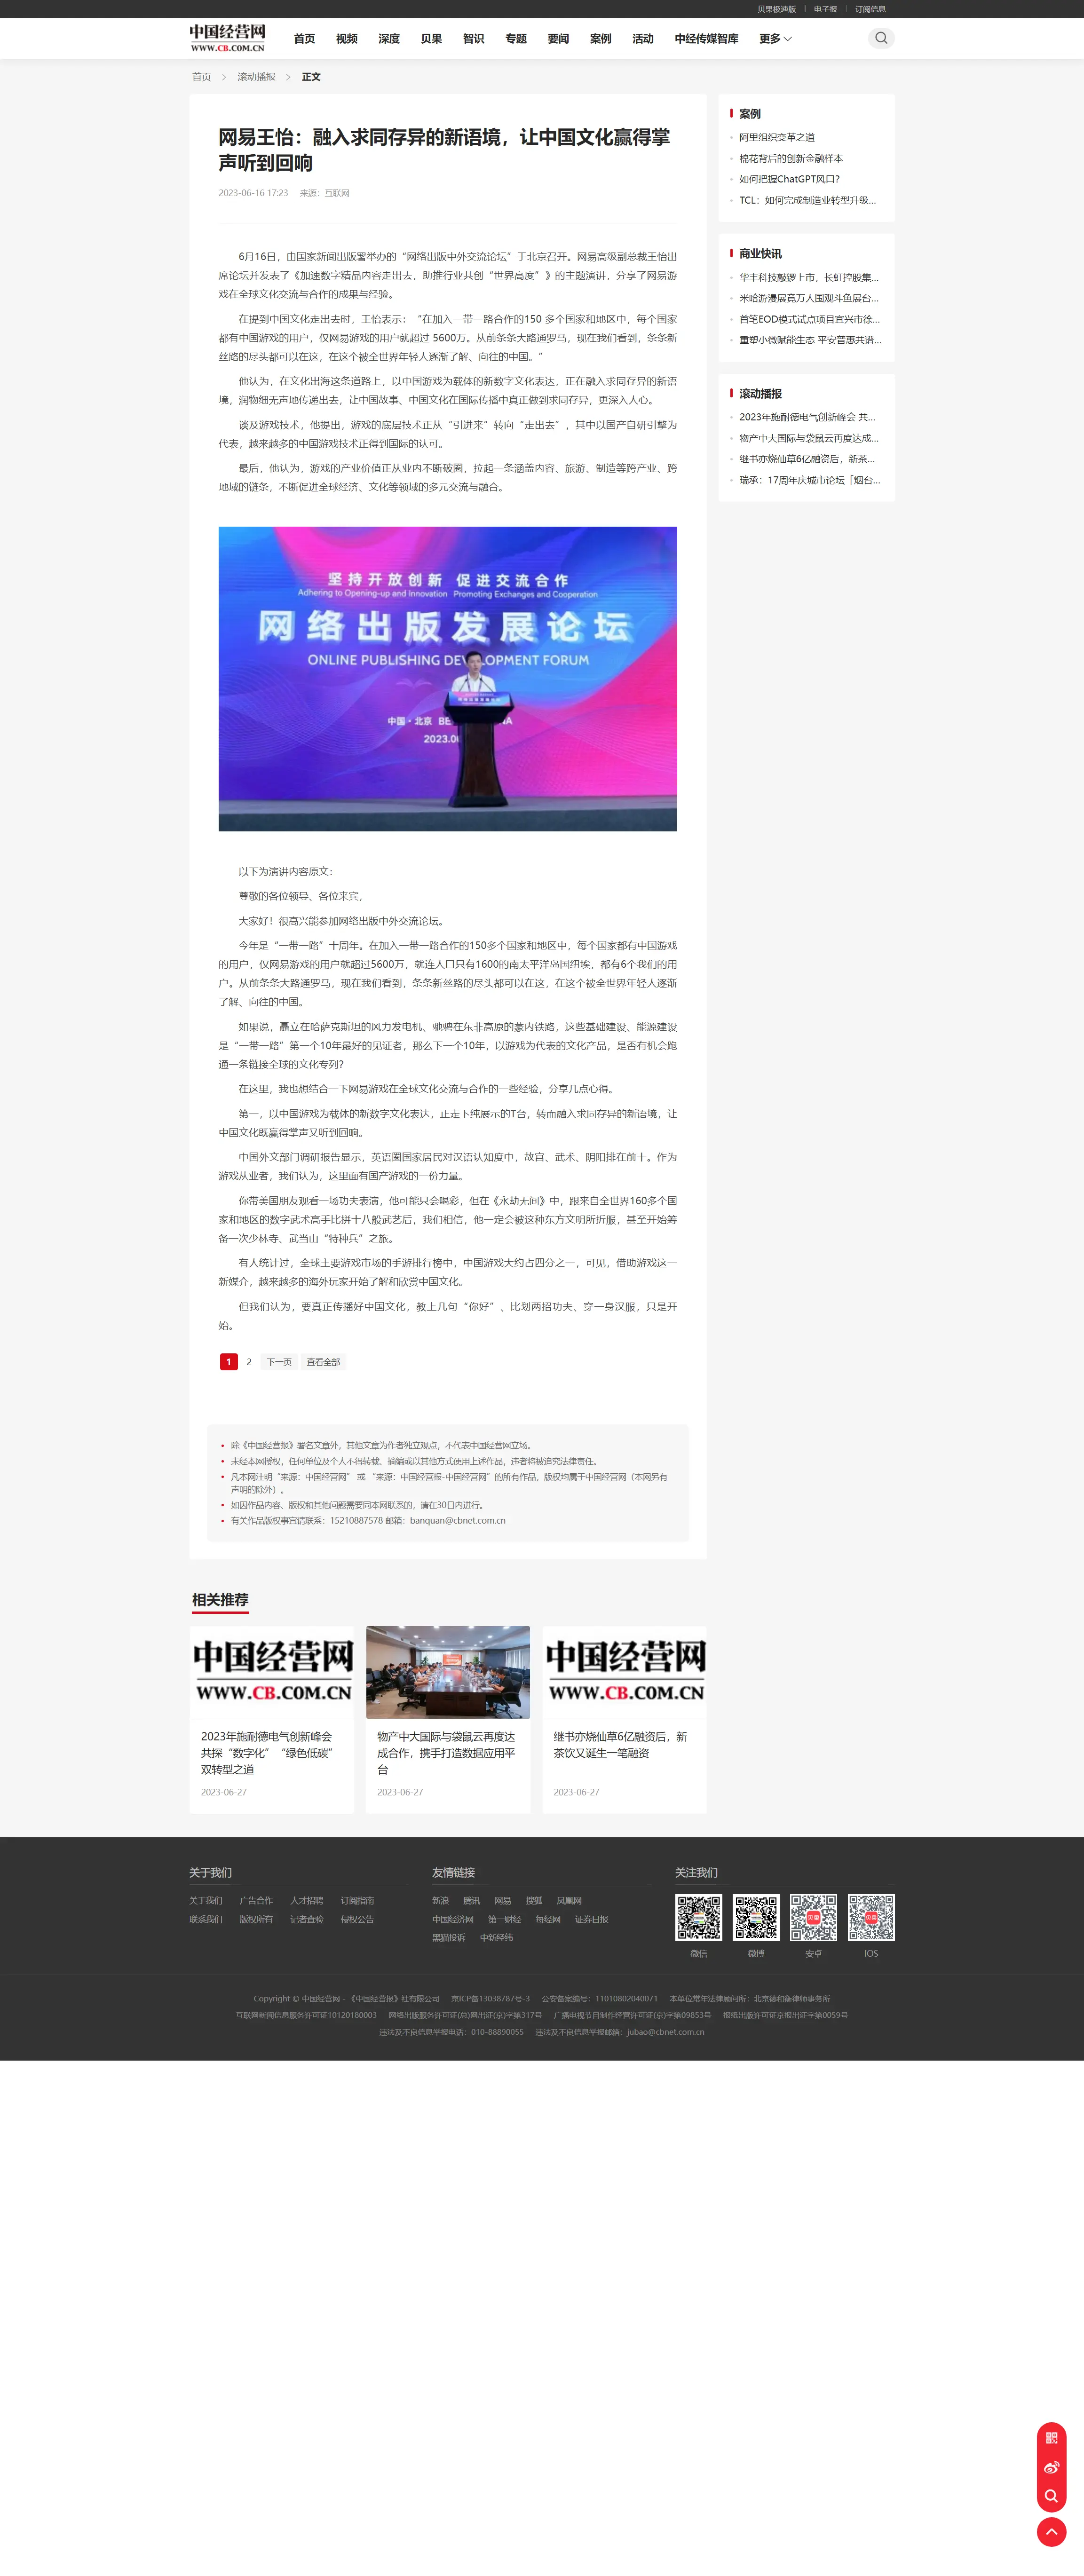 贝果极速版 | 电子报 | 订阅信息
中国经营网
WWW.CB.COM.CN
首页 视频 深度 贝果 智识 专题 要闻 案例 活动 中经传媒智库 更多
首页 > 滚动播报 > 正文
网易王怡：融入求同存异的新语境，让中国文化赢得掌
声听到回响
2023-06-16 17:23 来源：互联网
6月16日，由国家新闻出版署举办的“网络出版中外交流论坛”于北京召开。网易高级副总裁王怡出
席论坛并发表了《加速数字精品内容走出去，助推行业共创“世界高度”》的主题演讲，分享了网易游
戏在全球文化交流与合作的成果与经验。
在提到中国文化走出去时，王怡表示：“在加入一带一路合作的150 多个国家和地区中，每个国家
都有中国游戏的用户，仅网易游戏的用户就超过 5600万。从前条条大路通罗马，现在我们看到，条条新
丝路的尽头都可以在这，在这个被全世界年轻人逐渐了解、向往的中国。”
他认为，在文化出海这条道路上，以中国游戏为载体的新数字文化表达，正在融入求同存异的新语
境，润物细无声地传递出去，让中国故事、中国文化在国际传播中真正做到求同存异，更深入人心。
谈及游戏技术，他提出，游戏的底层技术正从“引进来”转向“走出去”，其中以国产自研引擎为
代表，越来越多的中国游戏技术正得到国际的认可。
最后，他认为，游戏的产业价值正从业内不断破圈，拉起一条涵盖内容、旅游、制造等跨产业、跨
地域的链条，不断促进全球经济、文化等领域的多元交流与融合。
坚持开放创新 促进交流合作
Adhering to Opening-up and Innovation Promoting Exchanges and Cooperation
网络出版发展论坛
ONLINE PUBLISHING DEVELOPMENT FORUM
中国·北京
2023.0
以下为演讲内容原文：
尊敬的各位领导、各位来宾，
大家好！很高兴能参加网络出版中外交流论坛。
今年是“一带一路”十周年。在加入一带一路合作的150多个国家和地区中，每个国家都有中国游戏
的用户，仅网易游戏的用户就超过5600万，就连人口只有1600的南太平洋岛国纽埃，都有6个我们的用
户。从前条条大路通罗马，现在我们看到，条条新丝路的尽头都可以在这，在这个被全世界年轻人逐渐
了解、向往的中国。
如果说，矗立在哈萨克斯坦的风力发电机、驰骋在东非高原的蒙内铁路，这些基础建设、能源建设
是“一带一路”第一个10年最好的见证者，那么下一个10年，以游戏为代表的文化产品，是否有机会跑
通一条链接全球的文化专列？
在这里，我也想结合一下网易游戏在全球文化交流与合作的一些经验，分享几点心得。
第一，以中国游戏为载体的新数字文化表达，正走下纯展示的T台，转而融入求同存异的新语境，让
中国文化既赢得掌声又听到回响。
中国外文部门调研报告显示，英语圈国家居民对汉语认知度中，故宫、武术、阴阳排在前十。作为
游戏从业者，我们认为，这里面有国产游戏的一份力量。
你带美国朋友观看一场功夫表演，他可能只会喝彩，但在《永劫无间》中，跟来自全世界160多个国
家和地区的数字武术高手比拼十八般武艺后，我们相信，他一定会被这种东方文明所折服，甚至开始筹
备一次少林寺、武当山“特种兵”之旅。
有人统计过，全球主要游戏市场的手游排行榜中，中国游戏大约占四分之一，可见，借助游戏这一
新媒介，越来越多的海外玩家开始了解和欣赏中国文化。
但我们认为，要真正传播好中国文化，教上几句“你好”、比划两招功夫、穿一身汉服，只是开
始。
1 2 下一页 查看全部
除《中国经营报》署名文章外，其他文章为作者独立观点，不代表中国经营网立场。
未经本网授权，任何单位及个人不得转载、摘编或以其他方式使用上述作品，违者将被追究法律责任。
凡本网注明“来源：中国经营网” 或 “来源：中国经营报-中国经营网”的所有作品，版权均属于中国经营网（本网另有
声明的除外）。
如因作品内容、版权和其他问题需要同本网联系的，请在30日内进行。
有关作品版权事宜请联系：15210887578 邮箱：banquan@cbnet.com.cn
案例
阿里组织变革之道
棉花背后的创新金融样本
如何把握ChatGPT风口？
TCL：如何完成制造业转型升级...
商业快讯
华丰科技敲锣上市，长虹控股集...
米哈游漫展竟万人围观斗鱼展台...
首笔EOD模式试点项目宜兴市徐...
重塑小微赋能生态 平安普惠共谱...
滚动播报
2023年施耐德电气创新峰会 共...
物产中大国际与袋鼠云再度达成...
继书亦烧仙草6亿融资后，新茶...
瑞承：17周年庆城市论坛「烟台...
相关推荐
中国经营网
WWW.CB.COM.CN
2023年施耐德电气创新峰会
共探“数字化”“绿色低碳”
双转型之道
2023-06-27
物产中大国际与袋鼠云再度达
成合作，携手打造数据应用平
台
2023-06-27
中国经营网
WWW.CB.COM.CN
继书亦烧仙草6亿融资后，新
茶饮又诞生一笔融资
2023-06-27
关于我们
关于我们 广告合作 人才招聘 订阅指南
联系我们 版权所有 记者查验 侵权公告
友情链接
新浪 腾讯 网易 搜狐 凤凰网
中国经济网 第一财经 每经网 证券日报
黑猫投诉 中新经纬
关注我们
微信 微博 安卓 IOS
Copyright © 中国经营网 - 《中国经营报》社有限公司 京ICP备13038787号-3 公安备案编号：11010802040071 本单位常年法律顾问所：北京德和衡律师事务所
互联网新闻信息服务许可证10120180003 网络出版服务许可证(总)网出证(京)字第317号 广播电视节目制作经营许可证(京)字第09853号 报纸出版许可证京报出证字第0059号
违法及不良信息举报电话：010-88890055 违法及不良信息举报邮箱：jubao@cbnet.com.cn